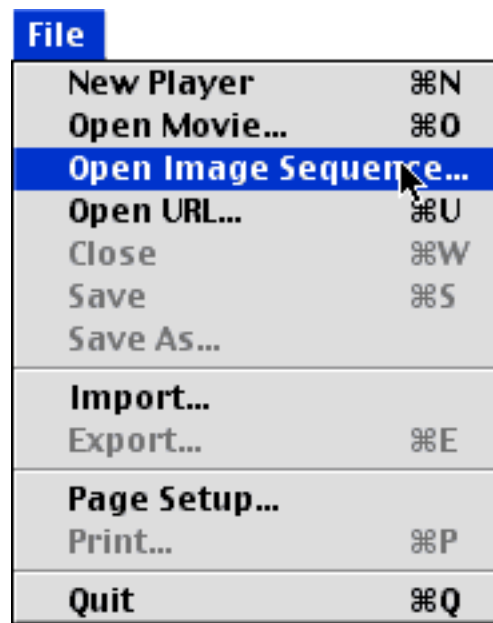 File
New Player ⌘N
Open Movie... ⌘O
Open Image Sequence...
Open URL... ⌘U
Close ⌘W
Save ⌘S
Save As...
Import...
Export... ⌘E
Page Setup...
Print... ⌘P
Quit ⌘Q